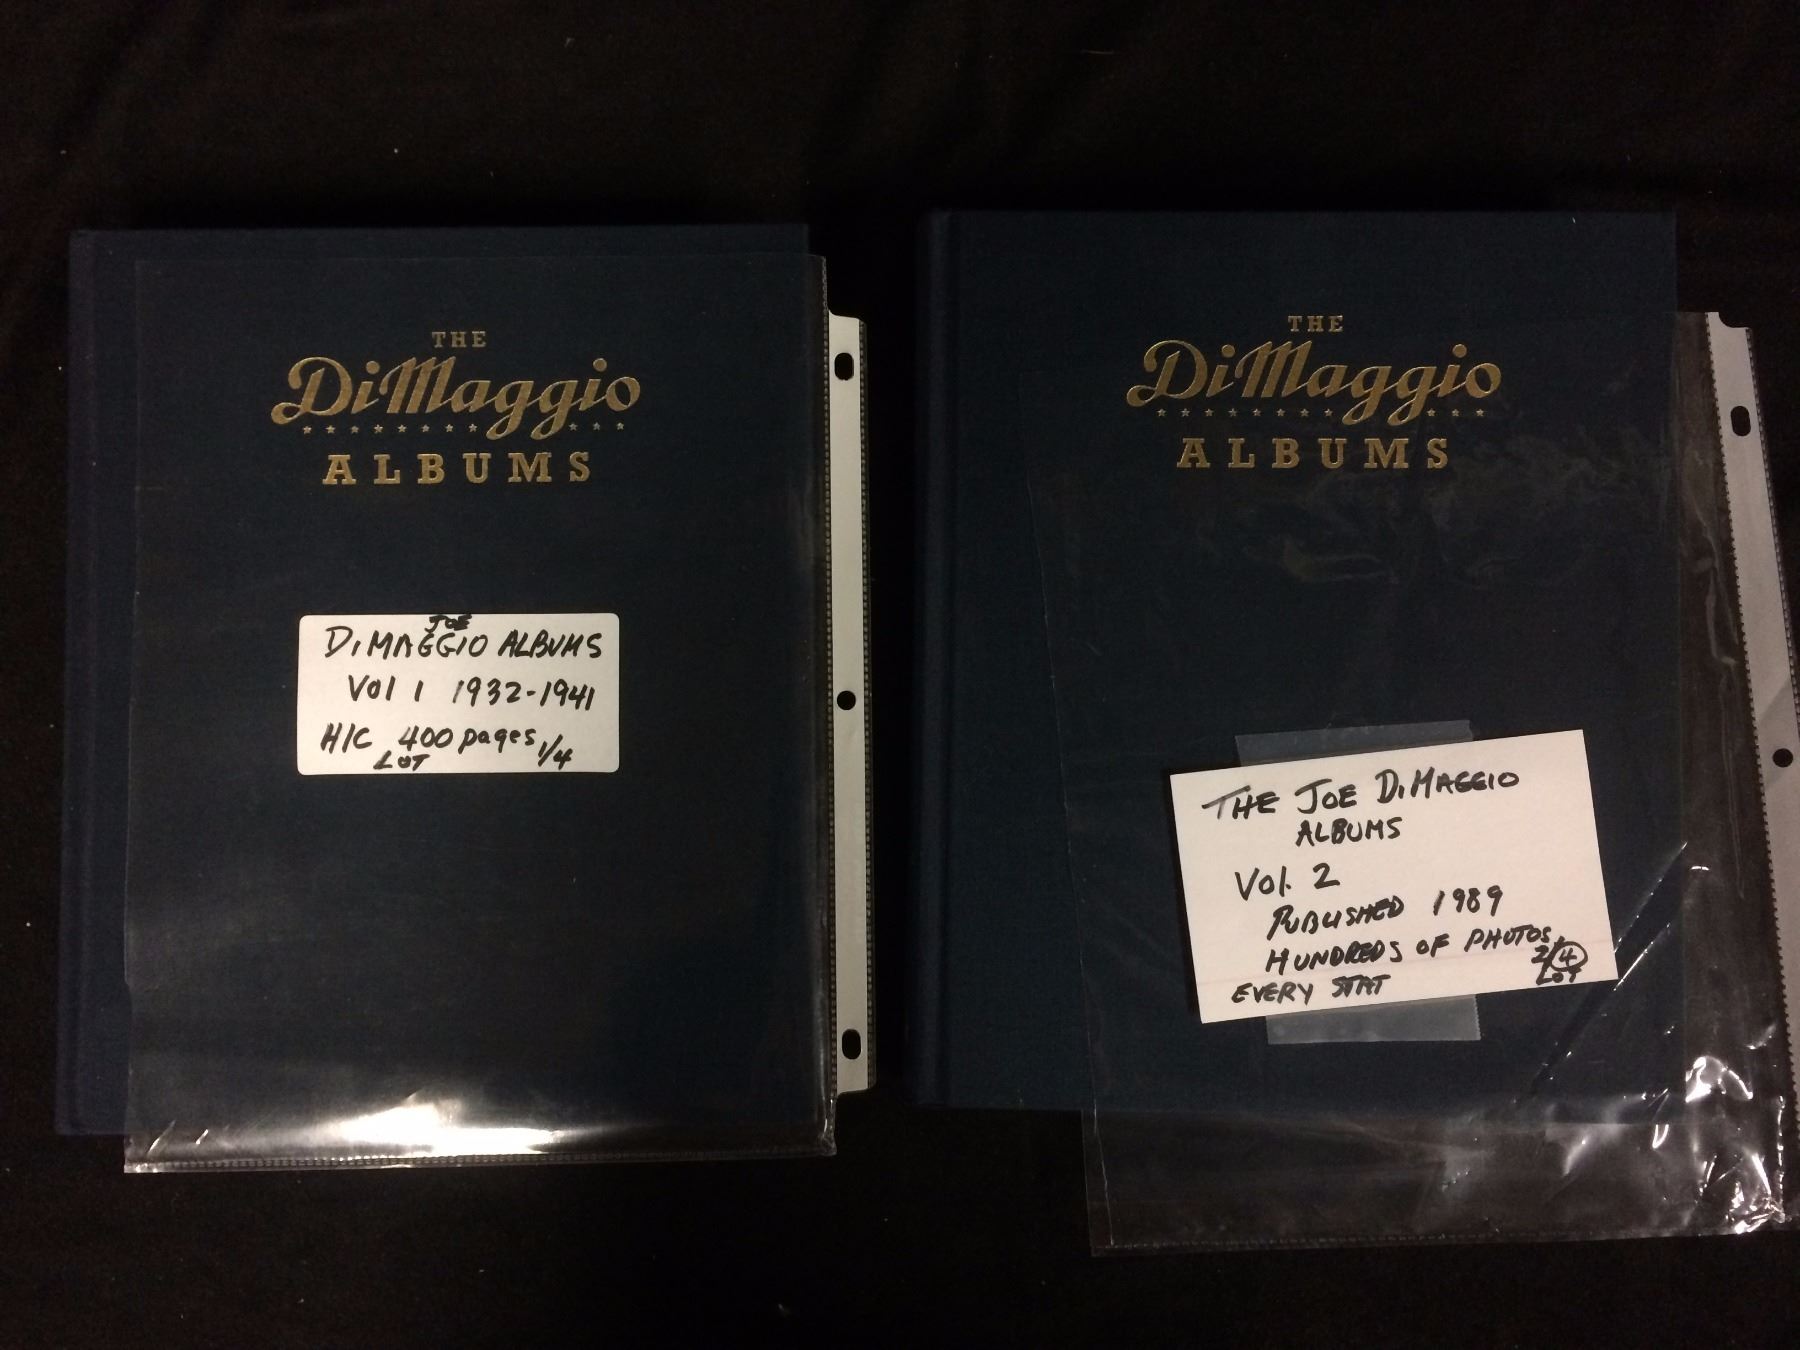 THE
DiMaggio
ALBUMS
JOE
DiMAGGIO ALBUMS
Vol 1 1932-1941
H/C 400 pages 1/4
LOT
THE
DiMaggio
ALBUMS
THE JOE DiMAGGIO
ALBUMS
Vol. 2
PUBLISHED 1989
HUNDREDS OF PHOTOS,
EVERY STAT
2/4
LOT